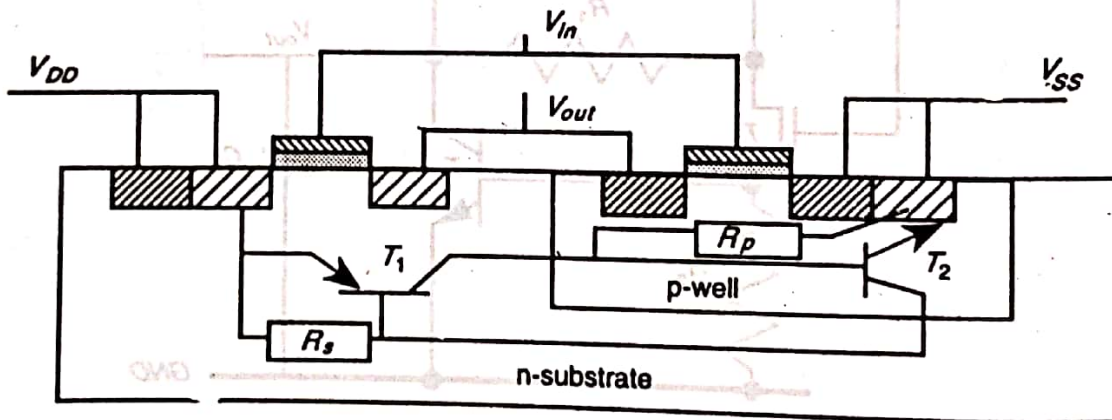 V_In
V_DD
V_SS
V_out
T_1
R_p
T_2
p-well
R_s
n-substrate